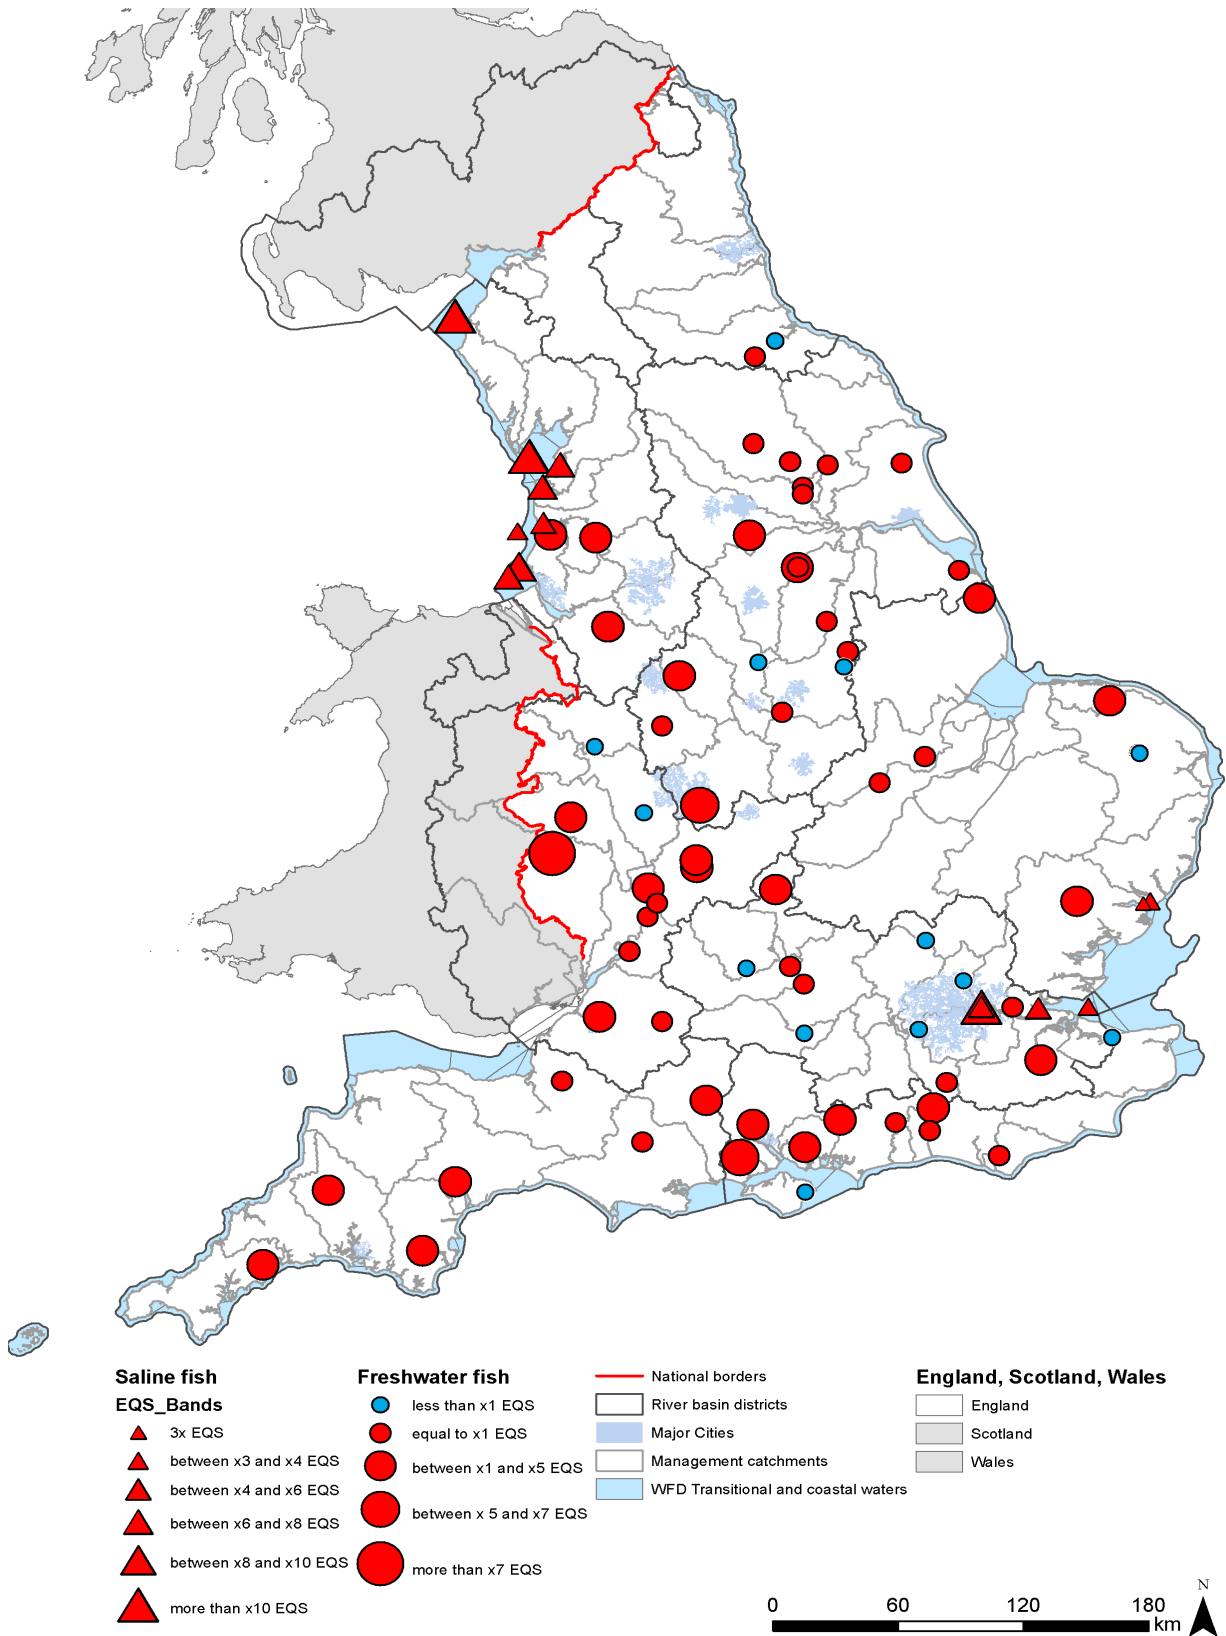 Saline fish
EQS_Bands
3x EQS
between x3 and x4 EQS
between x4 and x6 EQS
between x6 and x8 EQS
between x8 and x10 EQS
more than x10 EQS
Freshwater fish
less than x1 EQS
equal to x1 EQS
between x1 and x5 EQS
between x 5 and x7 EQS
more than x7 EQS
National borders
River basin districts
Major Cities
Management catchments
WFD Transitional and coastal waters
England, Scotland, Wales
England
Scotland
Wales
N
0 60 120 180
km